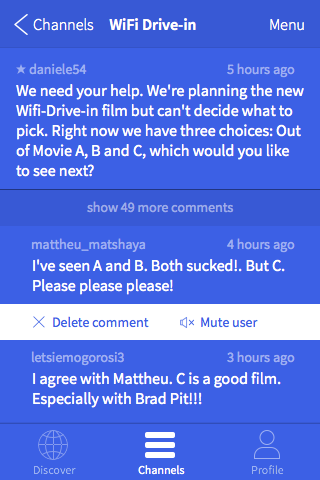 Channels WiFi Drive-in Menu
★ daniele54 5 hours ago
We need your help. We're planning the new
Wifi-Drive-in film but can't decide what to
pick. Right now we have three choices: Out
of Movie A, B and C, which would you like
to see next?
show 49 more comments
mattheu_matshaya 4 hours ago
I've seen A and B. Both sucked!. But C.
Please please please!
Delete comment Mute user
letsiemogorosi3 3 hours ago
I agree with Mattheu. C is a good film.
Especially with Brad Pit!!!
Discover Channels Profile